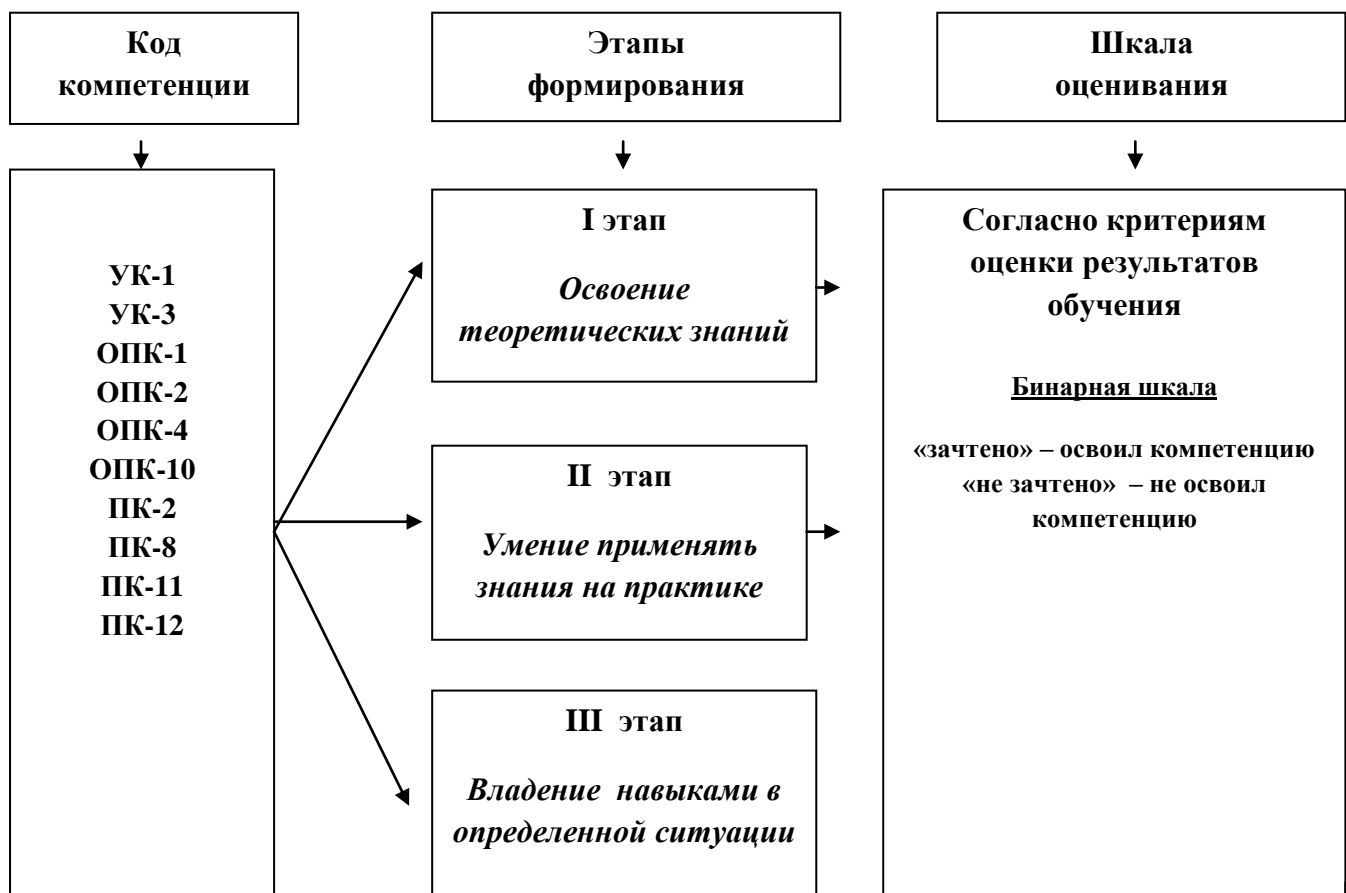 Код
компетенции
Этапы
формирования
Шкала
оценивания
УК-1
УК-3
ОПК-1
ОПК-2
ОПК-4
ОПК-10
ПК-2
ПК-8
ПК-11
ПК-12
I этап
Освоение
теоретических знаний
II этап
Умение применять
знания на практике
III этап
Владение навыками в
определенной ситуации
Согласно критериям
оценки результатов
обучения
Бинарная шкала
«зачтено» – освоил компетенцию
«не зачтено» – не освоил
компетенцию